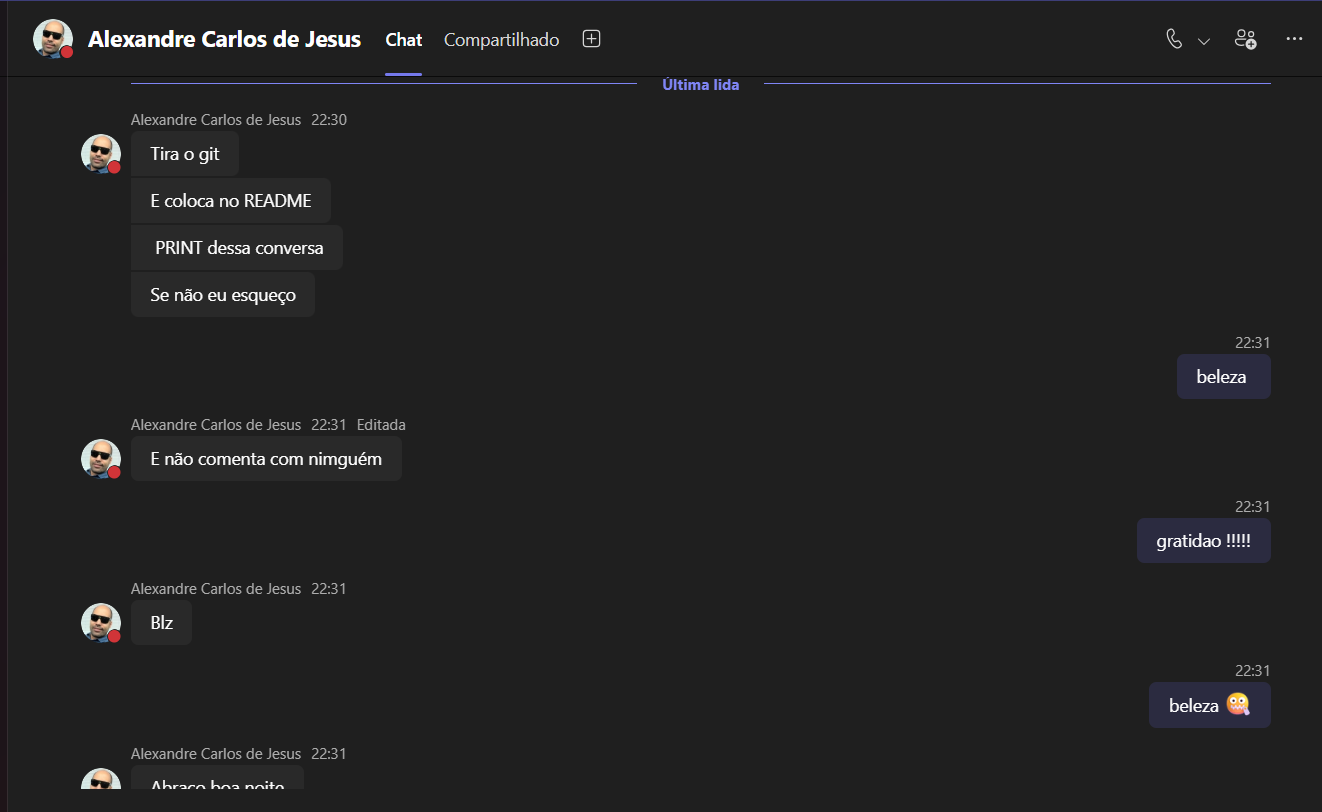 Alexandre Carlos de Jesus Chat Compartilhado
Última lida
Alexandre Carlos de Jesus 22:30
Tira o git
E coloca no README
PRINT dessa conversa
Se não eu esqueço
22:31
beleza
Alexandre Carlos de Jesus 22:31 Editada
E não comenta com nimguém
22:31
gratidao !!!!!
Alexandre Carlos de Jesus 22:31
Blz
22:31
beleza
Alexandre Carlos de Jesus 22:31
Abraço boa noite